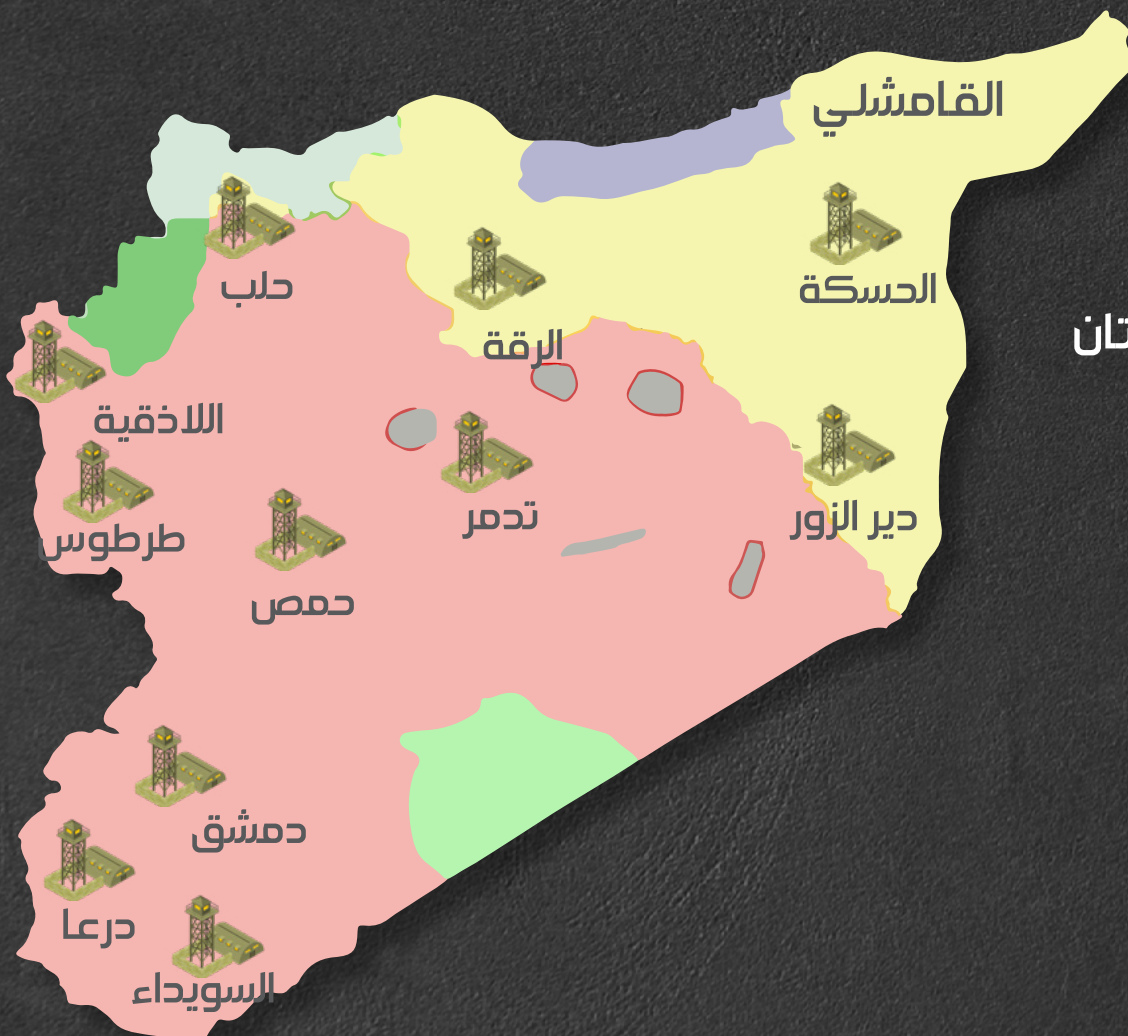 القامشلي
الحسكة
حلب
الرقة
اللاذقية
تدمر
دير الزور
طرطوس
حمص
دمشق
درعا
السويداء